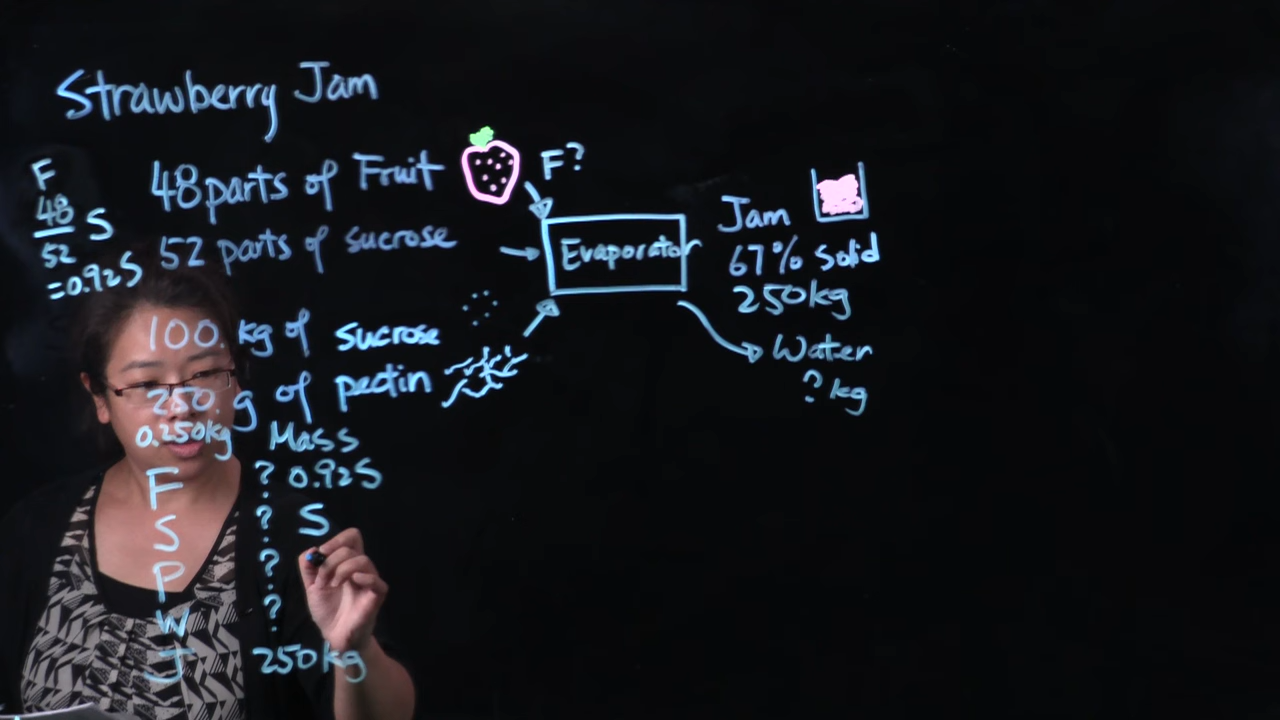 Strawberry Jam
F
48
52
S
=0.92S
48 parts of Fruit
52 parts of sucrose
100. kg of sucrose
250. g of pectin
0.250kg
F?
Evaporator
Jam
67% solid
250kg
Water
? kg
Mass
F ? 0.92S
S ? S
P ?
W ?
J 250kg